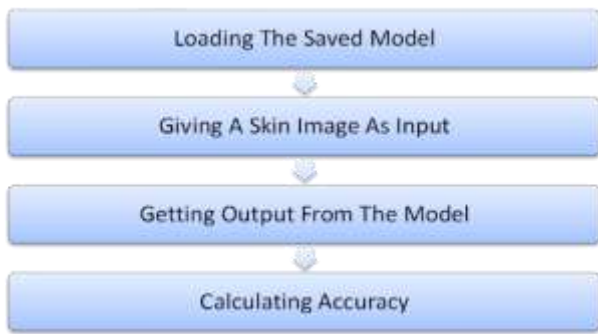 Loading The Saved Model
Giving A Skin Image As Input
Getting Output From The Model
Calculating Accuracy